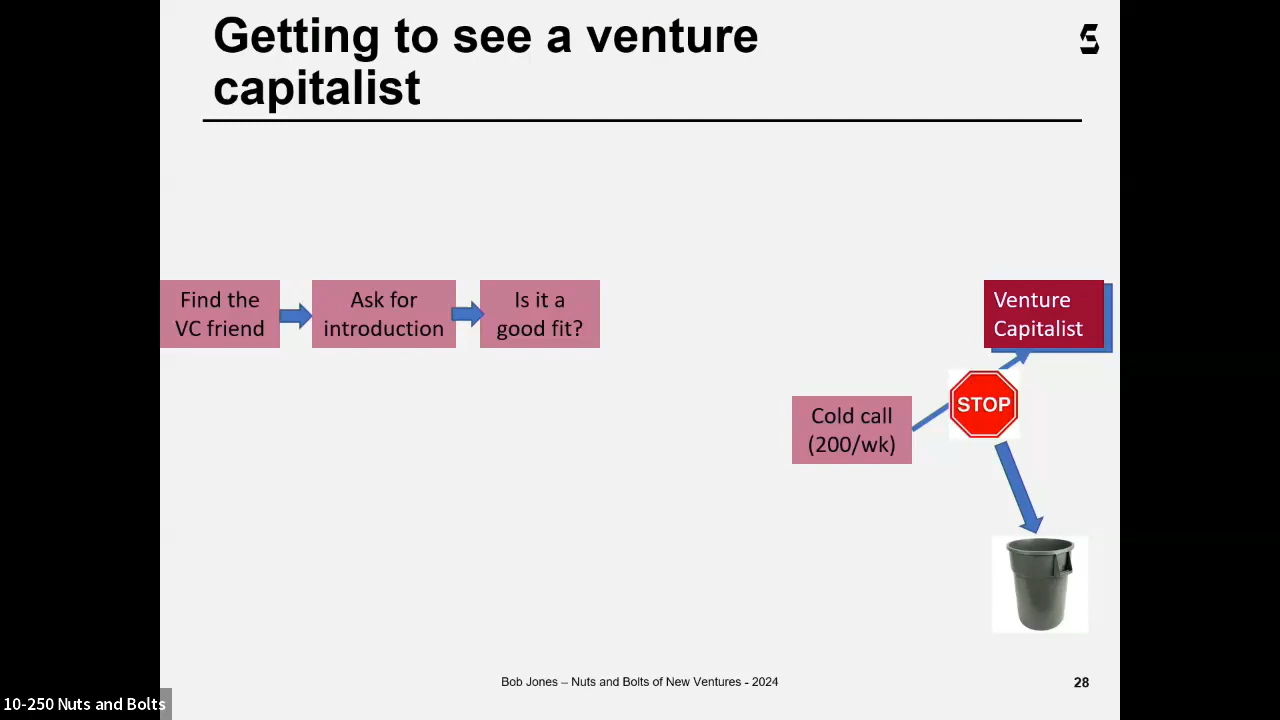 Getting to see a venture
capitalist
Find the
VC friend
Ask for
introduction
Is it a
good fit?
Venture
Capitalist
Cold call
(200/wk)
STOP
Bob Jones – Nuts and Bolts of New Ventures - 2024
28
10-250 Nuts and Bolts